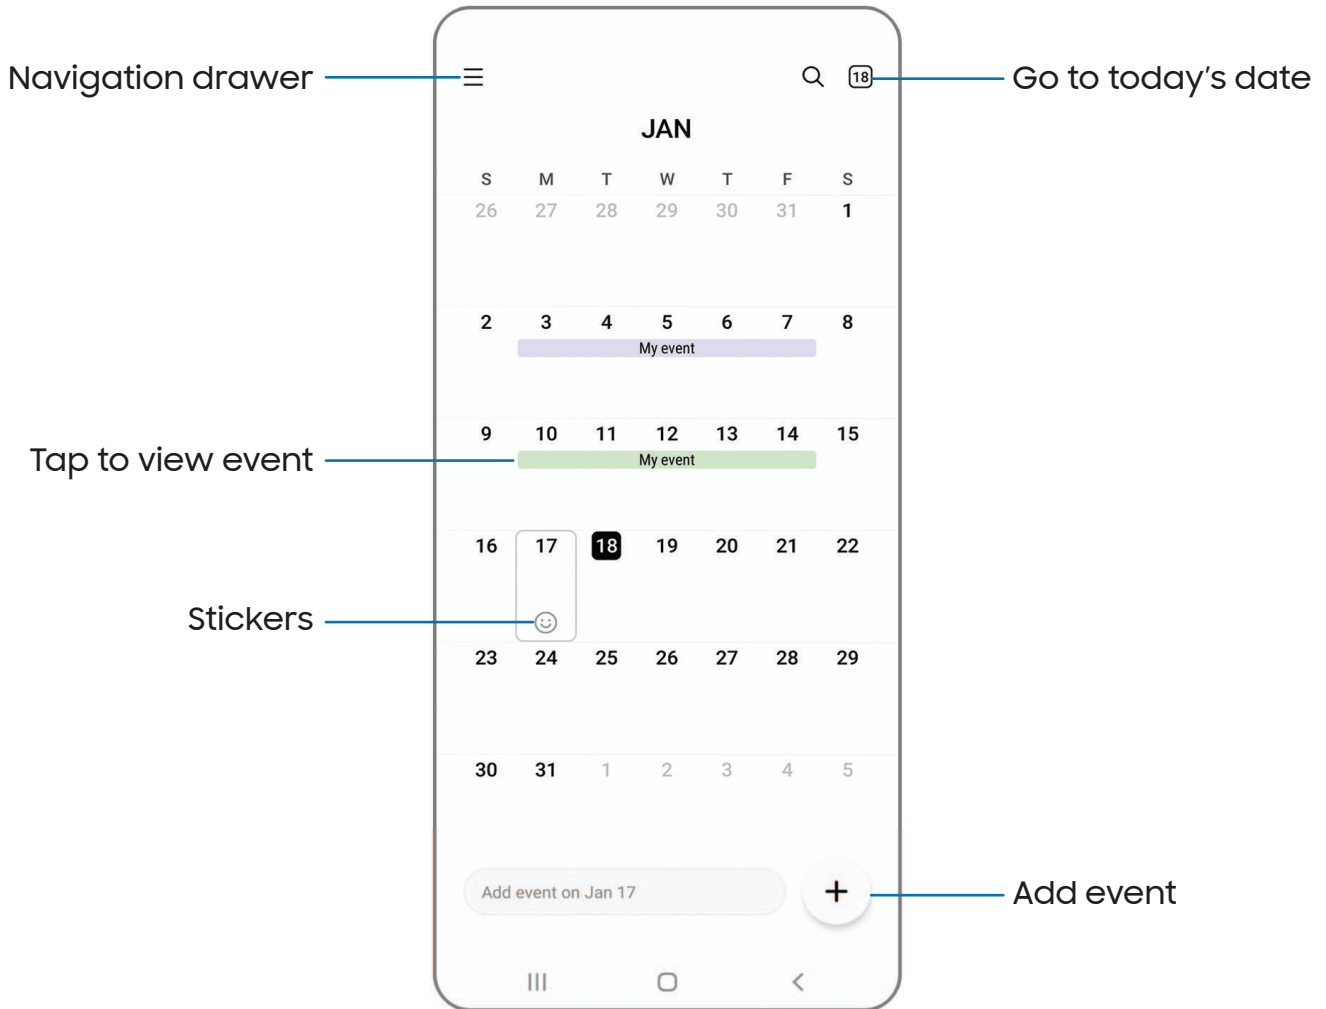 Navigation drawer
18
Go to today's date
JAN
S M T W T F S
26 27 28 29 30 31 1
2 3 4 5 6 7 8
My event
9 10 11 12 13 14 15
Tap to view event
My event
16 17 18 19 20 21 22
Stickers
23 24 25 26 27 28 29
30 31 1 2 3 4 5
Add event on Jan 17
Add event